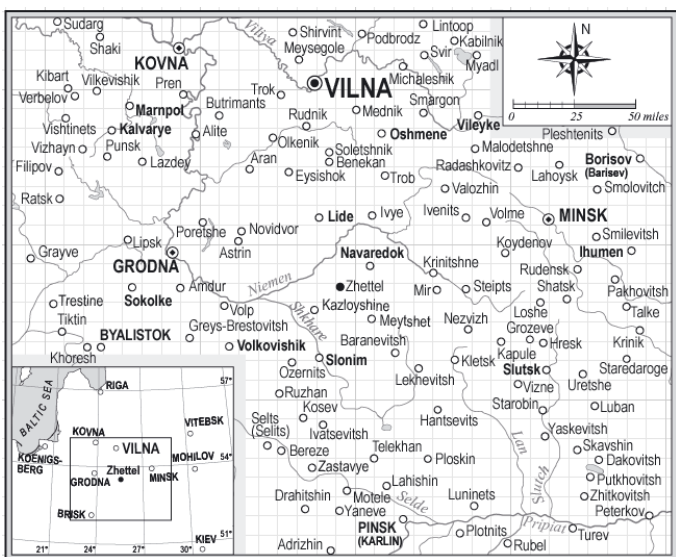 Sudarg
Shaki
KOVNA
Viliya
Shirvint
Meysegole
Podbrodz
Lintoop
Svir
Kabilnik
Myadl
N
Kibart
Verbelov
Vilkevishik
Pren
Marnpol
Trok
VILNA
Michaleshik
Smargon
0 25 50 miles
Butrimants
Mednik
Vishtinets
Kalvarye
Alite
Rudnik
Oshmene
Vileyke
Pleshtenits
Vizhayn
Punsk
Olkenik
Soletshnik
Malodetshne
Borisov
(Barisev)
Filipov
Lazdey
Aran
Benekan
Radashkovitz
Lahoysk
Eysishok
Trob
Smolovitch
Ratsk
Valozhin
Lide
Ivye
Ivenits
Volme
MINSK
Poretshe
Novidvor
Lipsk
Astrin
Koydenov
Smilevitsh
Grayve
GRODNA
Navaredok
Ihumen
Krinitshne
Rudensk
Niemen
Zhettel
Mir
Steipts
Shatsk
Pakhovitsh
Sokolke
Amdur
Trestine
Volp
Shkhare
Kazloyshine
Loshe
Talke
Tiktin
Greys-Brestovitsh
Meytshet
Nezvizh
Grozeve
BYALISTOK
Volkovishik
Baranevitsh
Hresk
Krinik
Khoresh
Slonim
Kapule
Kletsk
Slutsk
Staredaroge
Ozernits
Lekhevitsh
Vizne
Uretshe
Ruzhan
Starobin
Luban
Kosev
Hantsevits
Selts
(Selits)
Ivatsevitsh
Lan
Yaskevitsh
Bereze
Telekhan
Slutch
Skavshin
Zastavye
Ploskin
Dakovitsh
Putkhovitsh
Lahishin
Drahitshin
Motele
Selde
Luninets
Zhitkovitsh
Yaneve
Peterkov
PINSK
(KARLIN)
Plotnits
Pripiat
Turev
Adrizhin
Rubel
57°
RIGA
BALTIC SEA
VITEBSK
KOVNA
VILNA
KOENIGS-
BERG
MOHILOV
54°
Zhettel
GRODNA
MINSK
BRISK
51°
KIEV
21° 24° 27° 30°